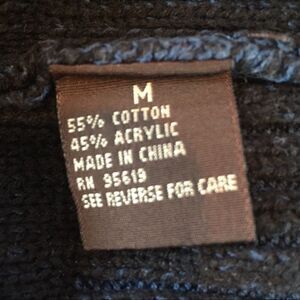 M
55% COTTON
45% ACRYLIC
MADE IN CHINA
RN 95619
SEE REVERSE FOR CARE